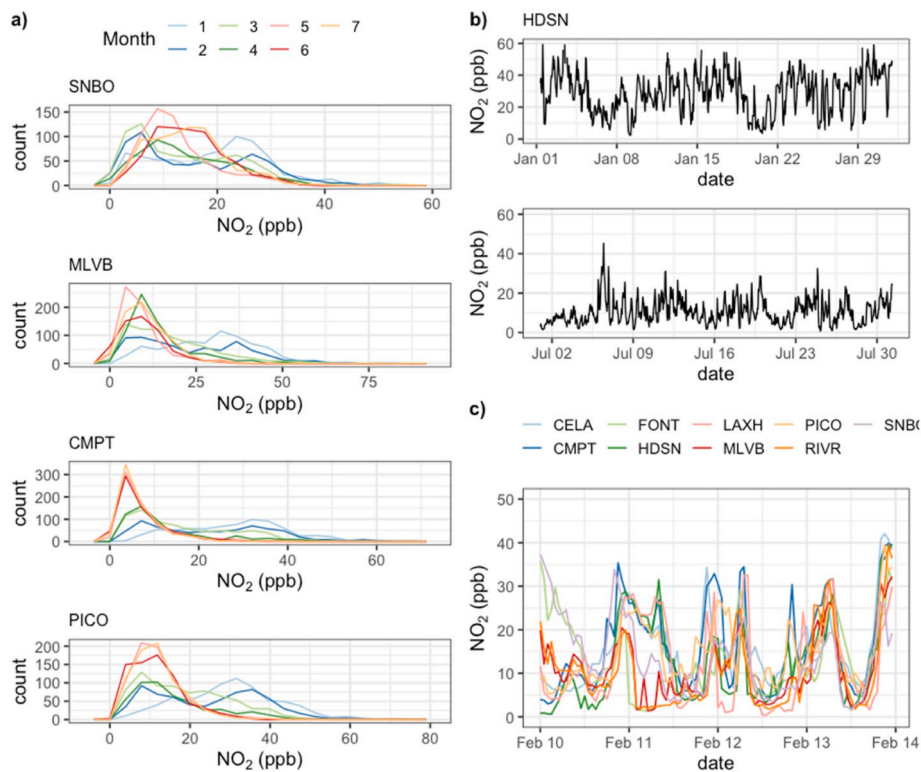 a)
Month
1 3 5 7
2 4 6
SNBO
150
100
50
0
count
0 20 40 60
NO₂ (ppb)
MLVB
200
100
0
count
0 25 50 75
NO₂ (ppb)
CMPT
300
200
100
0
count
0 20 40 60
NO₂ (ppb)
PICO
200
150
100
50
0
count
0 20 40 60 80
NO₂ (ppb)
b)
HDSN
60
40
20
0
NO₂ (ppb)
Jan 01 Jan 08 Jan 15 Jan 22 Jan 29
date
60
40
20
0
NO₂ (ppb)
Jul 02 Jul 09 Jul 16 Jul 23 Jul 30
date
c)
CELA FONT LAXH PICO SNB
CMPT HDSN MLVB RIVR
50
40
30
20
10
0
NO₂ (ppb)
Feb 10 Feb 11 Feb 12 Feb 13 Feb 14
date